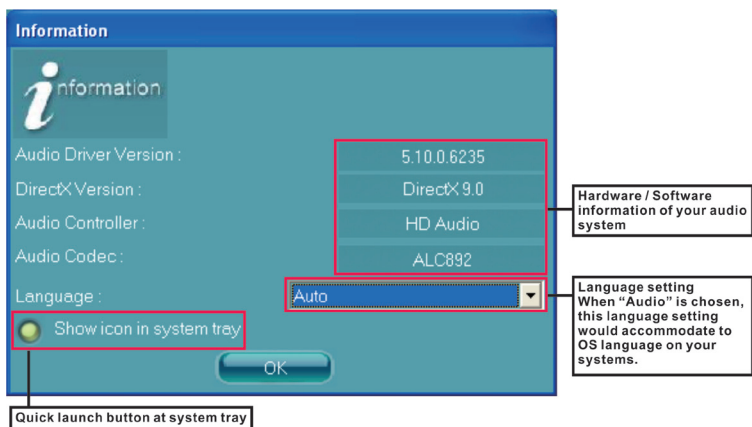 Information
information
Audio Driver Version :
5.10.0.6235
DirectX Version :
DirectX 9.0
Audio Controller :
HD Audio
Audio Codec :
ALC892
Language :
Auto
Show icon in system tray
OK
Hardware / Software
information of your audio
system
Language setting
When “Audio” is chosen,
this language setting
would accommodate to
OS language on your
systems.
Quick launch button at system tray